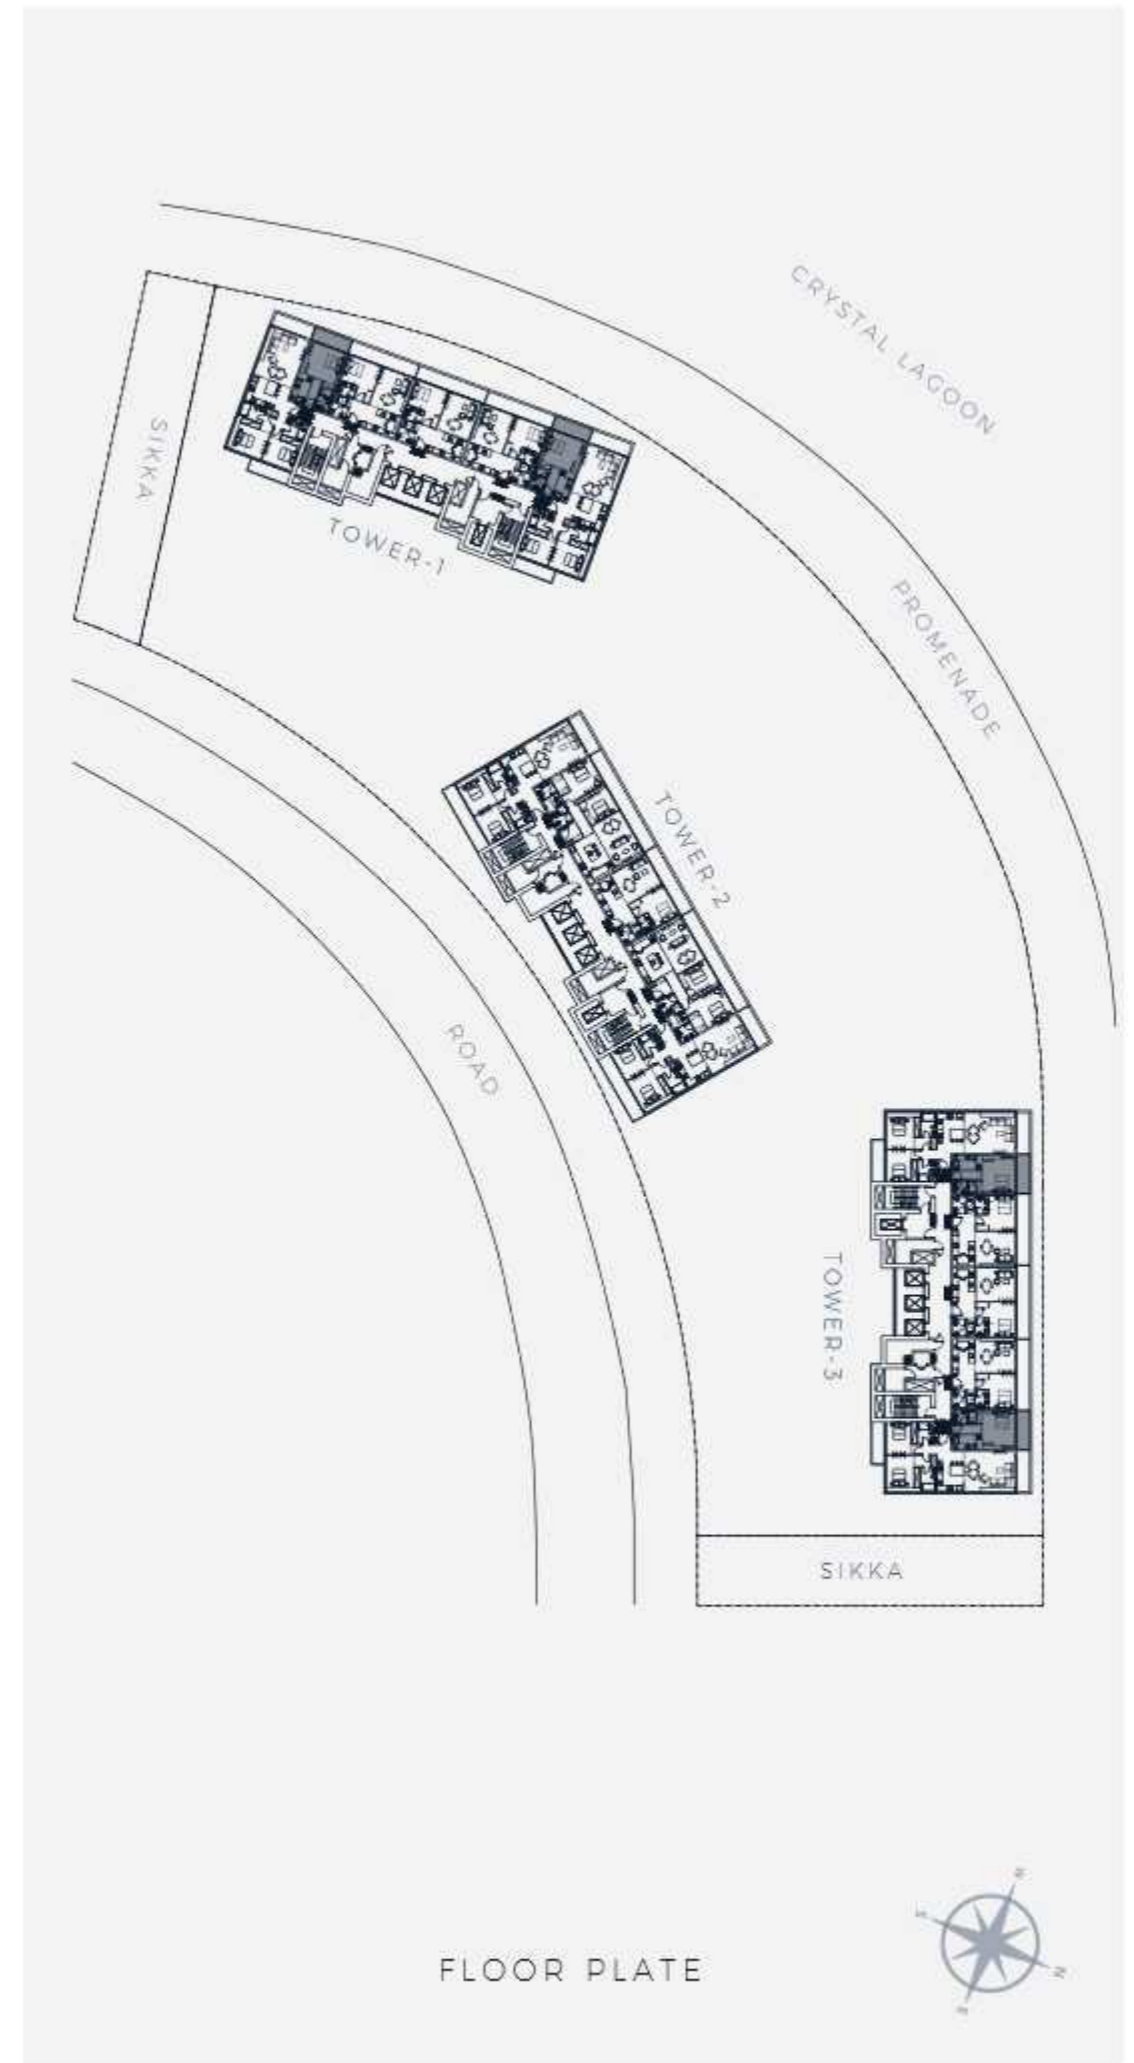 CRYSTAL LAGOON
SIKKA
TOWER-1
PROMENADE
TOWER-2
ROAD
TOWER-3
SIKKA
FLOOR PLATE